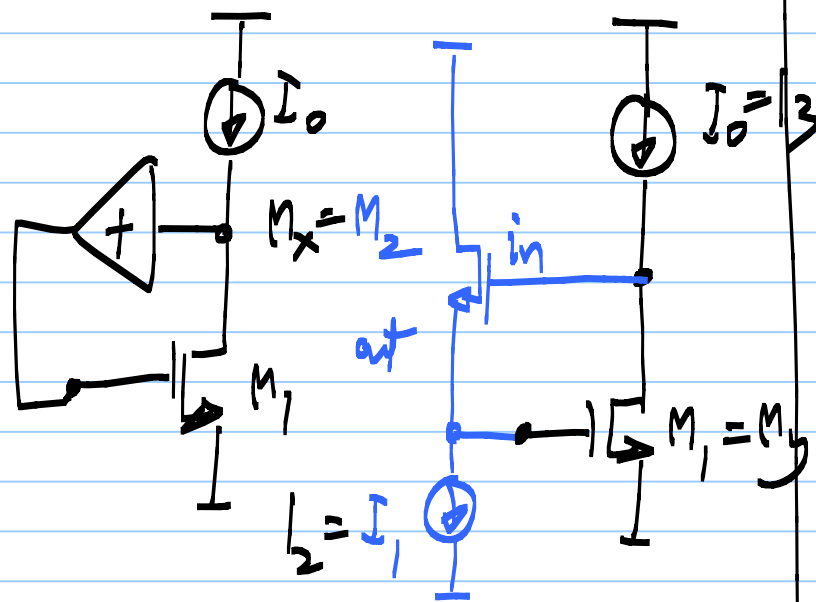 I₀
I₀ = I₃
+
Mₓ = M₂
in
out
M₁
M₁ = My
I₂ = I₁